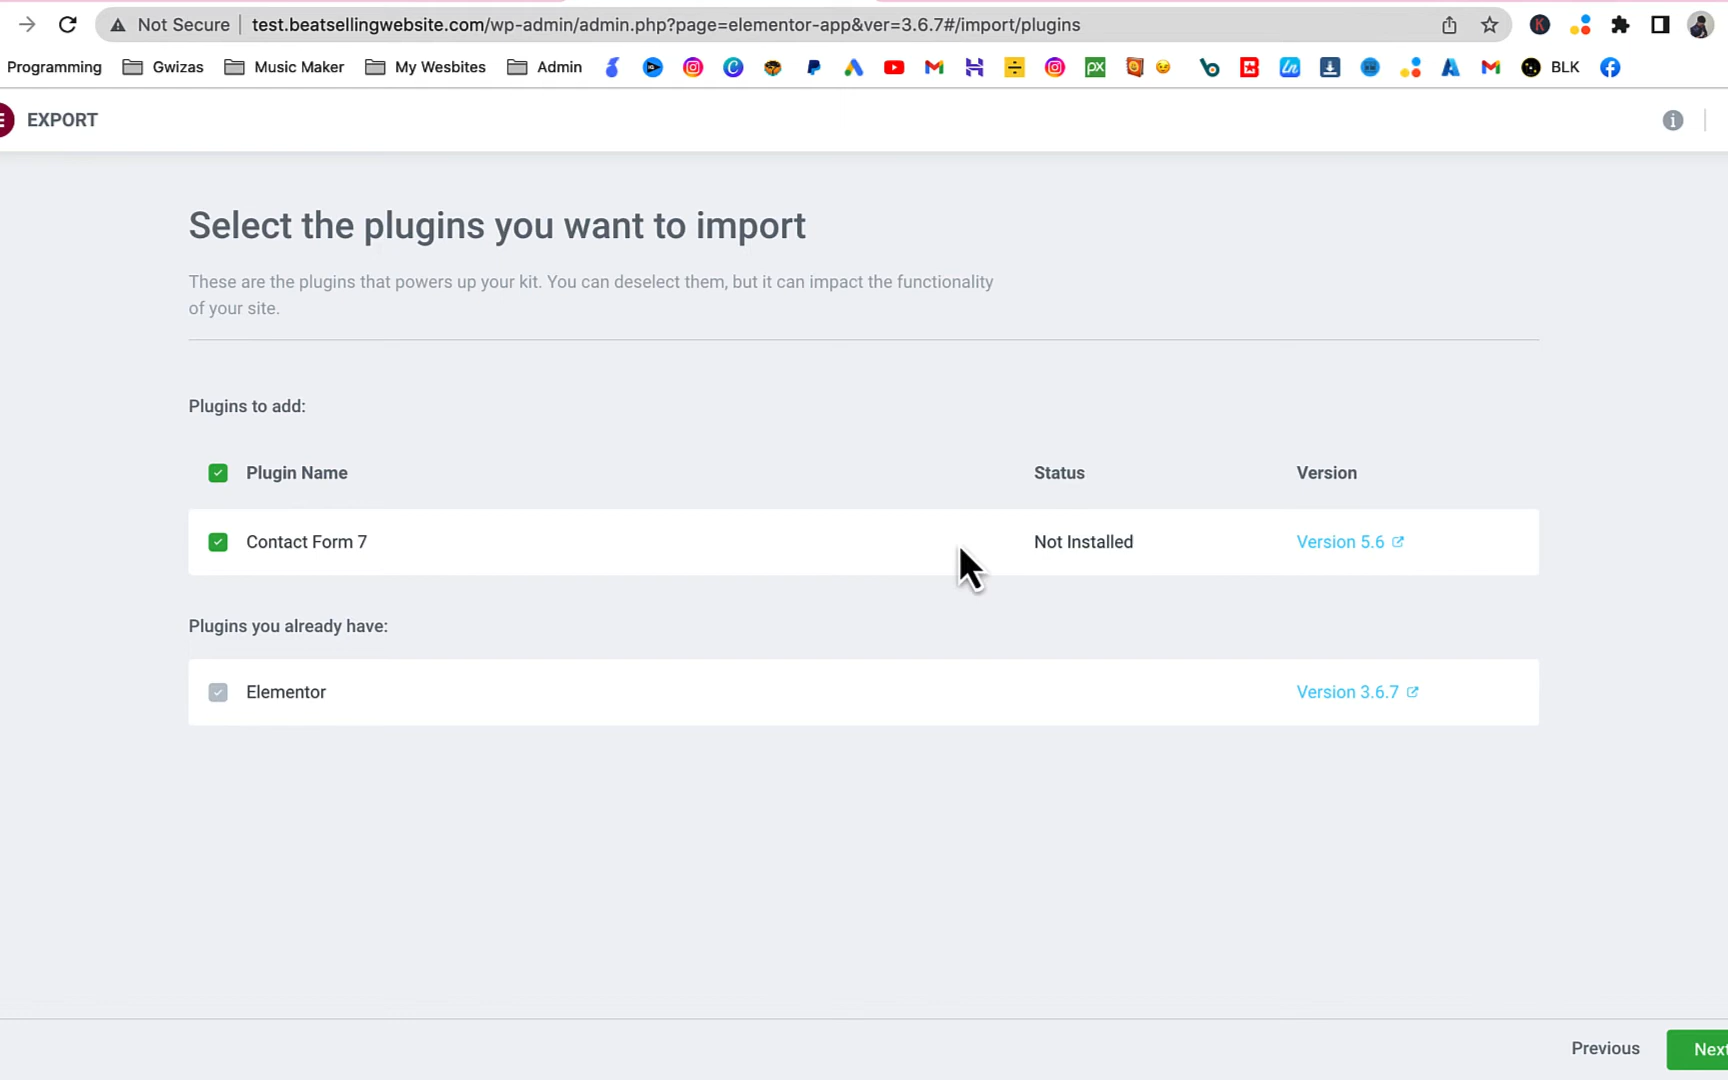 Not Secure test.beatsellingwebsite.com/wp-admin/admin.php?page=elementor-app&ver=3.6.7#/import/plugins
Programming Gwizas Music Maker My Wesbites Admin BLK
EXPORT
Select the plugins you want to import
These are the plugins that powers up your kit. You can deselect them, but it can impact the functionality
of your site.
Plugins to add:
Plugin Name Status Version
Contact Form 7 Not Installed Version 5.6
Plugins you already have:
Elementor Version 3.6.7
Previous Next